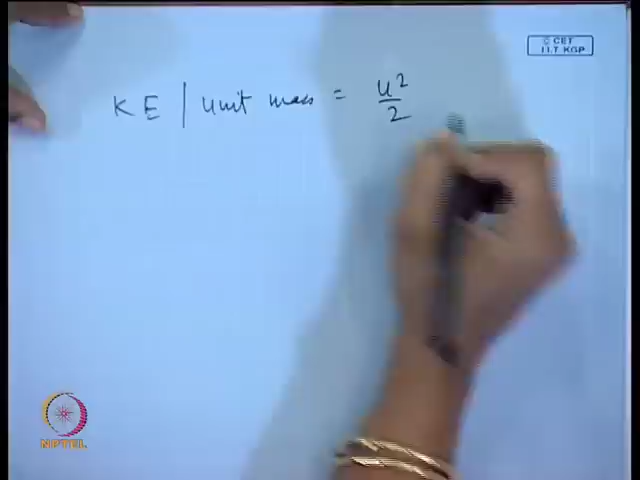 © CET
I.I.T. KGP
KE | unit mass = u²/2
NPTEL